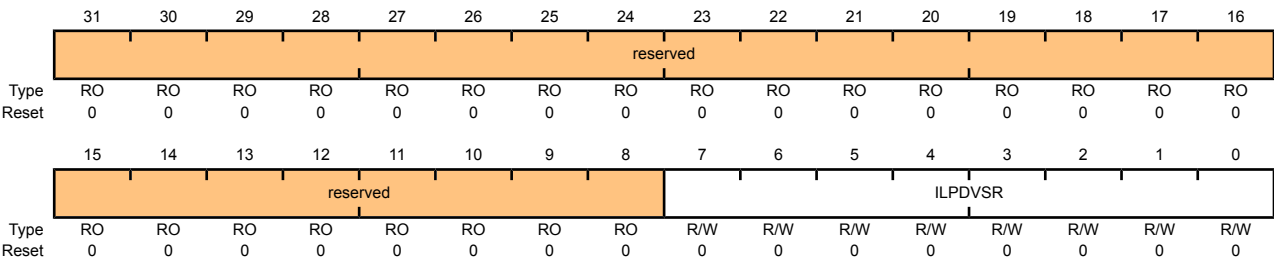 31 30 29 28 27 26 25 24 23 22 21 20 19 18 17 16
reserved
Type RO RO RO RO RO RO RO RO RO RO RO RO RO RO RO RO
Reset 0 0 0 0 0 0 0 0 0 0 0 0 0 0 0 0
15 14 13 12 11 10 9 8 7 6 5 4 3 2 1 0
reserved ILPDVSR
Type RO RO RO RO RO RO RO RO R/W R/W R/W R/W R/W R/W R/W R/W
Reset 0 0 0 0 0 0 0 0 0 0 0 0 0 0 0 0